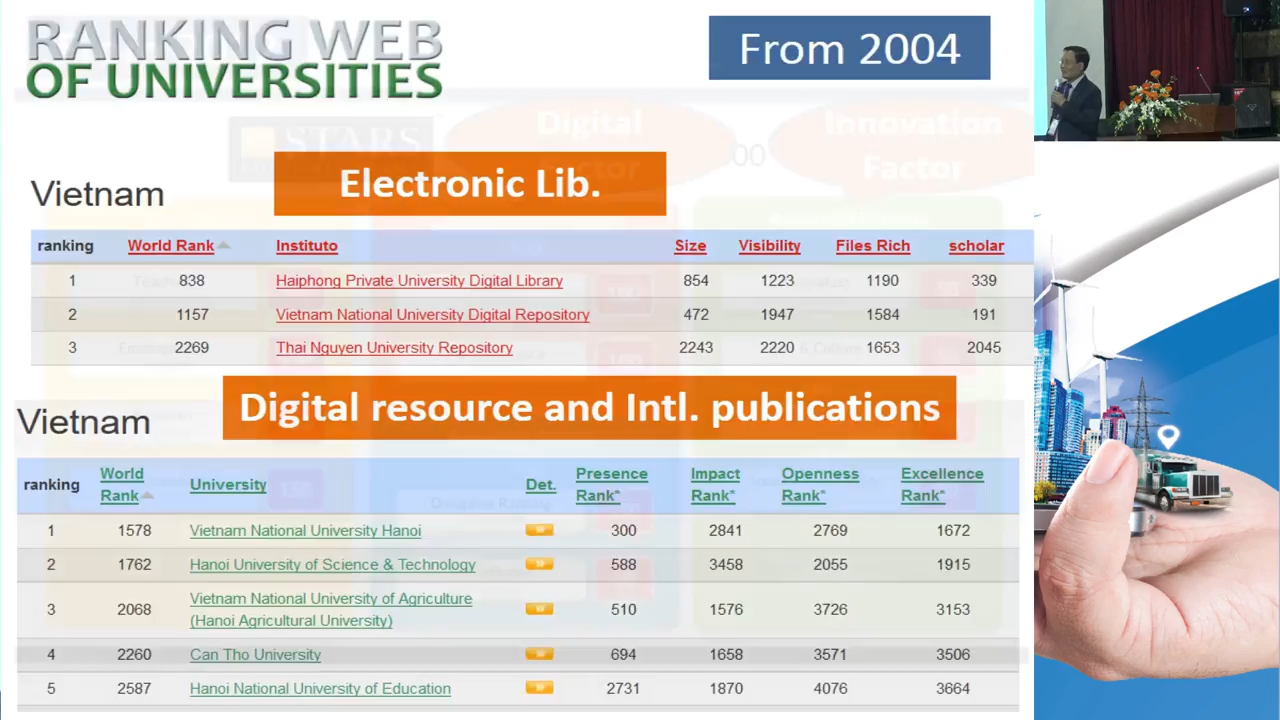 RANKING WEB
OF UNIVERSITIES
From 2004
STARS
Digital
Innovation
Factor
Vietnam
Electronic Lib.
ranking World Rank Instituto Size Visibility Files Rich scholar
1 838 Haiphong Private University Digital Library 854 1223 1190 339
2 1157 Vietnam National University Digital Repository 472 1947 1584 191
3 2269 Thai Nguyen University Repository 2243 2220 1653 2045
Vietnam
Digital resource and Intl. publications
ranking World Rank University Det. Presence Rank* Impact Rank* Openness Rank* Excellence Rank*
1 1578 Vietnam National University Hanoi 300 2841 2769 1672
2 1762 Hanoi University of Science & Technology 588 3458 2055 1915
3 2068 Vietnam National University of Agriculture (Hanoi Agricultural University) 510 1576 3726 3153
4 2260 Can Tho University 694 1658 3571 3506
5 2587 Hanoi National University of Education 2731 1870 4076 3664